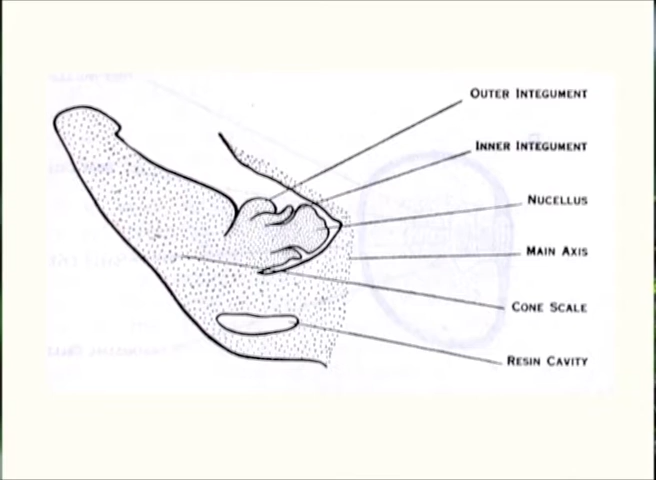 OUTER INTEGUMENT
INNER INTEGUMENT
NUCELLUS
MAIN AXIS
CONE SCALE
RESIN CAVITY